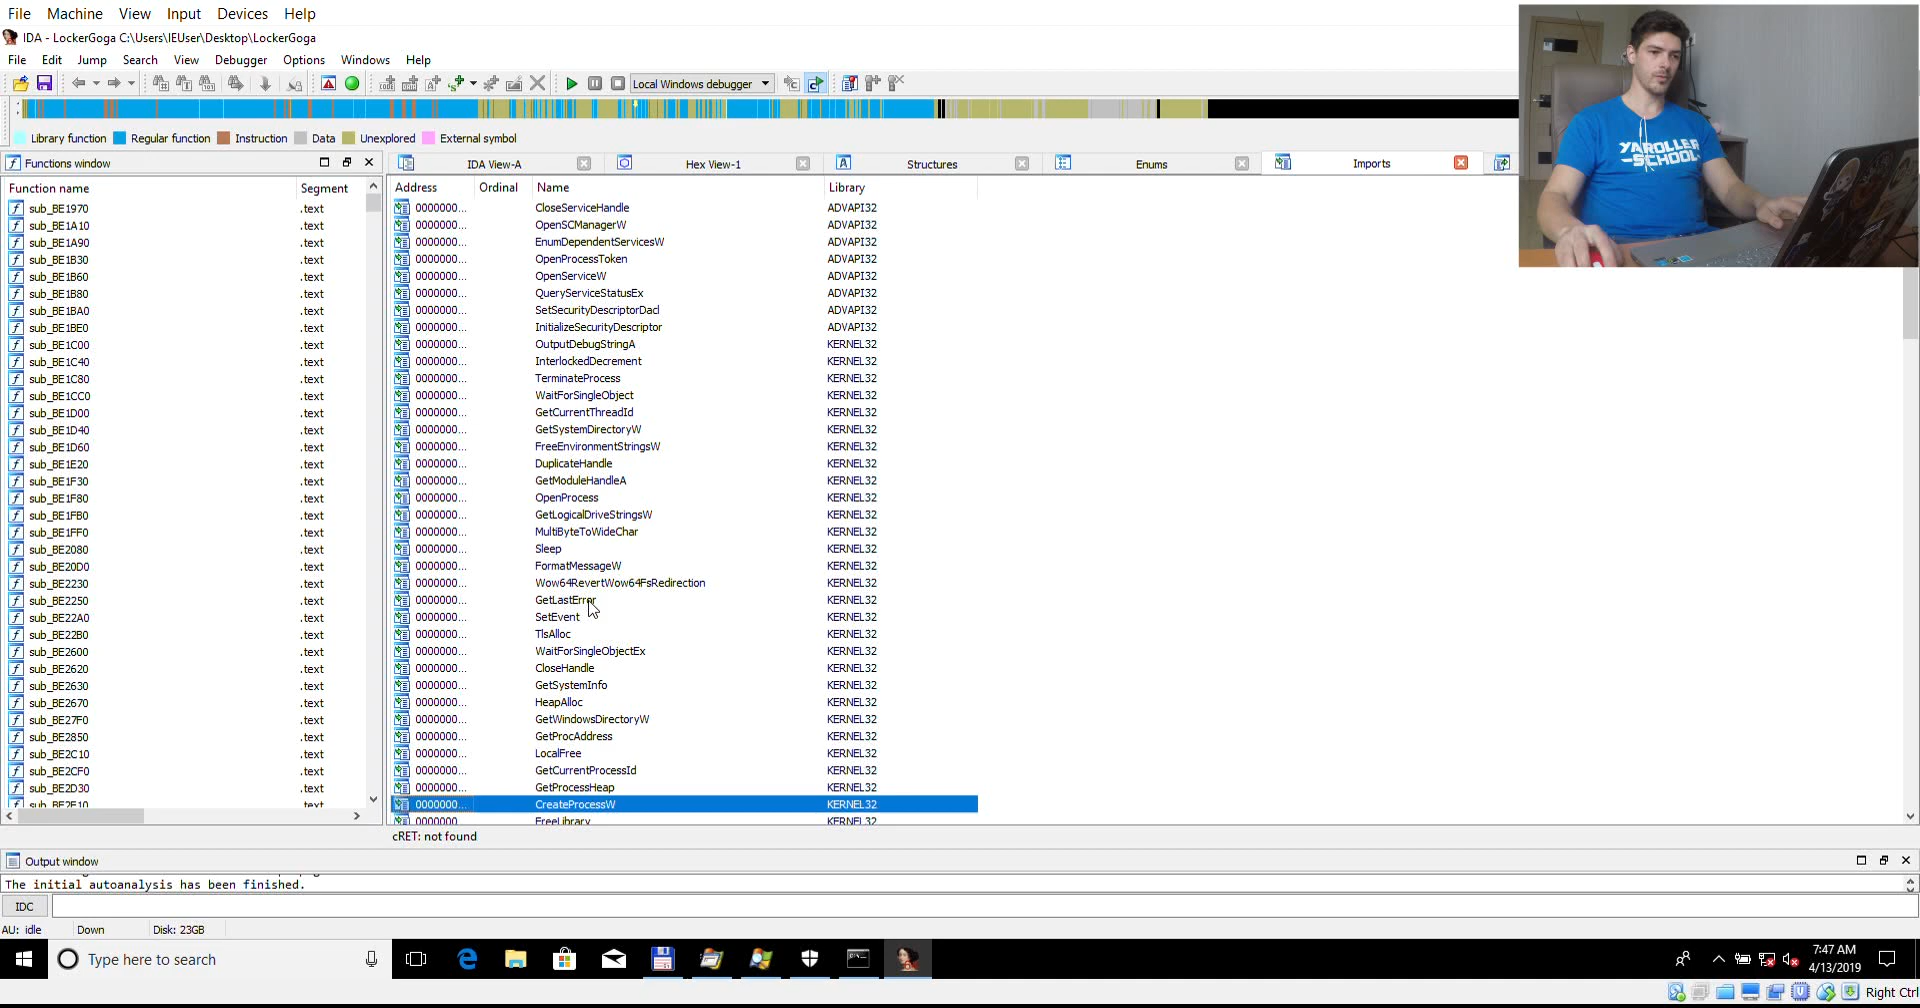 File Machine View Input Devices Help
IDA - LockerGoga C:\Users\IEUser\Desktop\LockerGoga
File Edit Jump Search View Debugger Options Windows Help
Local Windows debugger
Library function Regular function Instruction Data Unexplored External symbol
Functions window
IDA View-A Hex View-1 Structures Enums Imports
Function name Segment
sub_BE1970 .text
sub_BE1A10 .text
sub_BE1A90 .text
sub_BE1B30 .text
sub_BE1B60 .text
sub_BE1B80 .text
sub_BE1BA0 .text
sub_BE1BE0 .text
sub_BE1C00 .text
sub_BE1C40 .text
sub_BE1C80 .text
sub_BE1CC0 .text
sub_BE1D00 .text
sub_BE1D40 .text
sub_BE1D60 .text
sub_BE1E20 .text
sub_BE1F30 .text
sub_BE1F80 .text
sub_BE1FB0 .text
sub_BE1FF0 .text
sub_BE2080 .text
sub_BE20D0 .text
sub_BE2230 .text
sub_BE2250 .text
sub_BE22A0 .text
sub_BE22B0 .text
sub_BE2600 .text
sub_BE2620 .text
sub_BE2630 .text
sub_BE2670 .text
sub_BE27F0 .text
sub_BE2850 .text
sub_BE2C10 .text
sub_BE2CF0 .text
sub_BE2D30 .text
sub_BE2E10 .text
Address Ordinal Name Library
0000000... CloseServiceHandle ADVAPI32
0000000... OpenSCManagerW ADVAPI32
0000000... EnumDependentServicesW ADVAPI32
0000000... OpenProcessToken ADVAPI32
0000000... OpenServiceW ADVAPI32
0000000... QueryServiceStatusEx ADVAPI32
0000000... SetSecurityDescriptorDacl ADVAPI32
0000000... InitializeSecurityDescriptor ADVAPI32
0000000... OutputDebugStringA KERNEL32
0000000... InterlockedDecrement KERNEL32
0000000... TerminateProcess KERNEL32
0000000... WaitForSingleObject KERNEL32
0000000... GetCurrentThreadId KERNEL32
0000000... GetSystemDirectoryW KERNEL32
0000000... FreeEnvironmentStringsW KERNEL32
0000000... DuplicateHandle KERNEL32
0000000... GetModuleHandleA KERNEL32
0000000... OpenProcess KERNEL32
0000000... GetLogicalDriveStringsW KERNEL32
0000000... MultiByteToWideChar KERNEL32
0000000... Sleep KERNEL32
0000000... FormatMessageW KERNEL32
0000000... Wow64RevertWow64FsRedirection KERNEL32
0000000... GetLastError KERNEL32
0000000... SetEvent KERNEL32
0000000... TlsAlloc KERNEL32
0000000... WaitForSingleObjectEx KERNEL32
0000000... CloseHandle KERNEL32
0000000... GetSystemInfo KERNEL32
0000000... HeapAlloc KERNEL32
0000000... GetWindowsDirectoryW KERNEL32
0000000... GetProcAddress KERNEL32
0000000... LocalFree KERNEL32
0000000... GetCurrentProcessId KERNEL32
0000000... GetProcessHeap KERNEL32
0000000... CreateProcessW KERNEL32
0000000 FreeLibrary KERNEL32
cRET: not found
YAROLLER
-SCHOOL-
Output window
The initial autoanalysis has been finished.
IDC
AU: idle Down Disk: 23GB
Type here to search
7:47 AM
4/13/2019
Right Ctrl